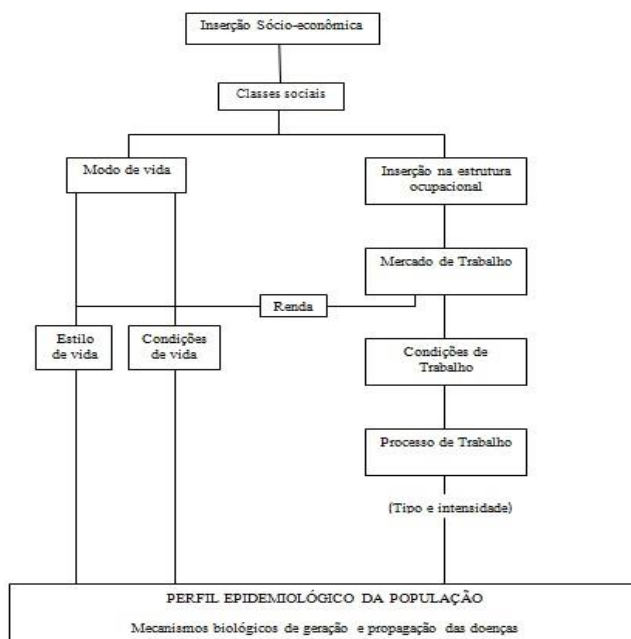 Inserção Sócio-econômica
Classes sociais
Modo de vida
Inserção na estrutura
ocupacional
Mercado de Trabalho
Renda
Estilo
de vida
Condições
de vida
Condições de
Trabalho
Processo de Trabalho
(Tipo e intensidade)
PERFIL EPIDEMIOLÓGICO DA POPULAÇÃO
Mecanismos biológicos de geração e propagação das doenças